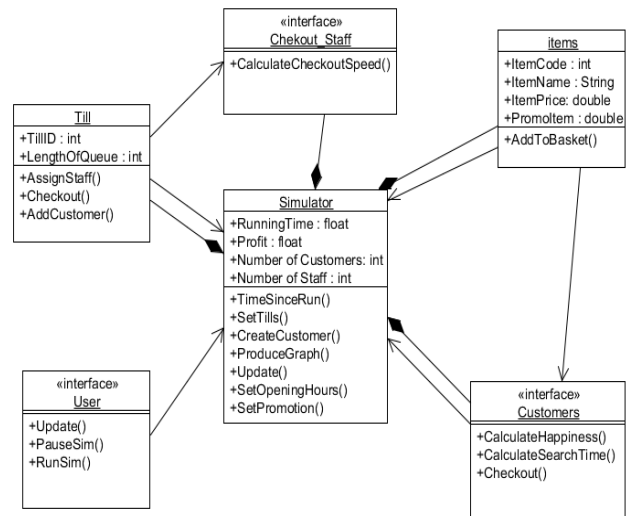 «interface»
Chekout_Staff
+CalculateCheckoutSpeed()
items
+ItemCode : int
+ItemName : String
+ItemPrice: double
+PromoItem : double
+AddToBasket()
Till
+TillID : int
+LengthOfQueue : int
+AssignStaff()
+Checkout()
+AddCustomer()
Simulator
+RunningTime : float
+Profit : float
+Number of Customers: int
+Number of Staff : int
+TimeSinceRun()
+SetTills()
+CreateCustomer()
+ProduceGraph()
+Update()
+SetOpeningHours()
+SetPromotion()
«interface»
User
+Update()
+PauseSim()
+RunSim()
«interface»
Customers
+CalculateHappiness()
+CalculateSearchTime()
+Checkout()